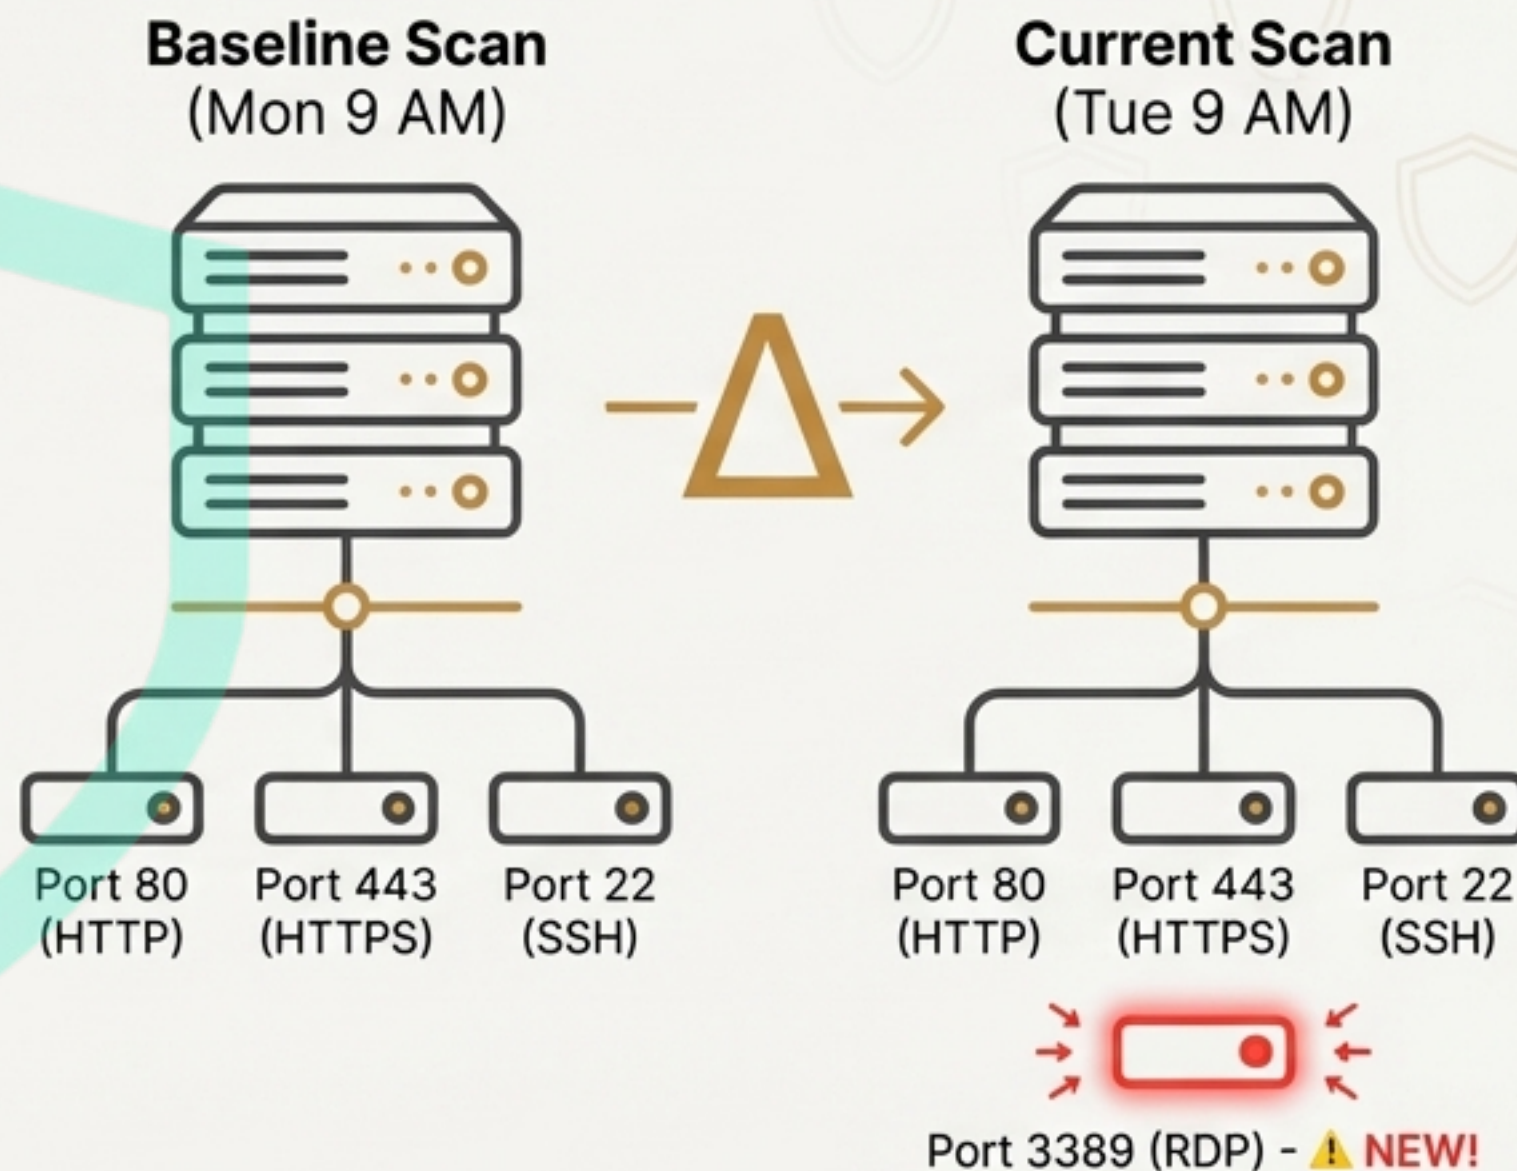 Baseline Scan
(Mon 9 AM)
Current Scan
(Tue 9 AM)
Δ
Port 80
(HTTP)
Port 443
(HTTPS)
Port 22
(SSH)
Port 80
(HTTP)
Port 443
(HTTPS)
Port 22
(SSH)
Port 3389 (RDP) - ⚠️ NEW!